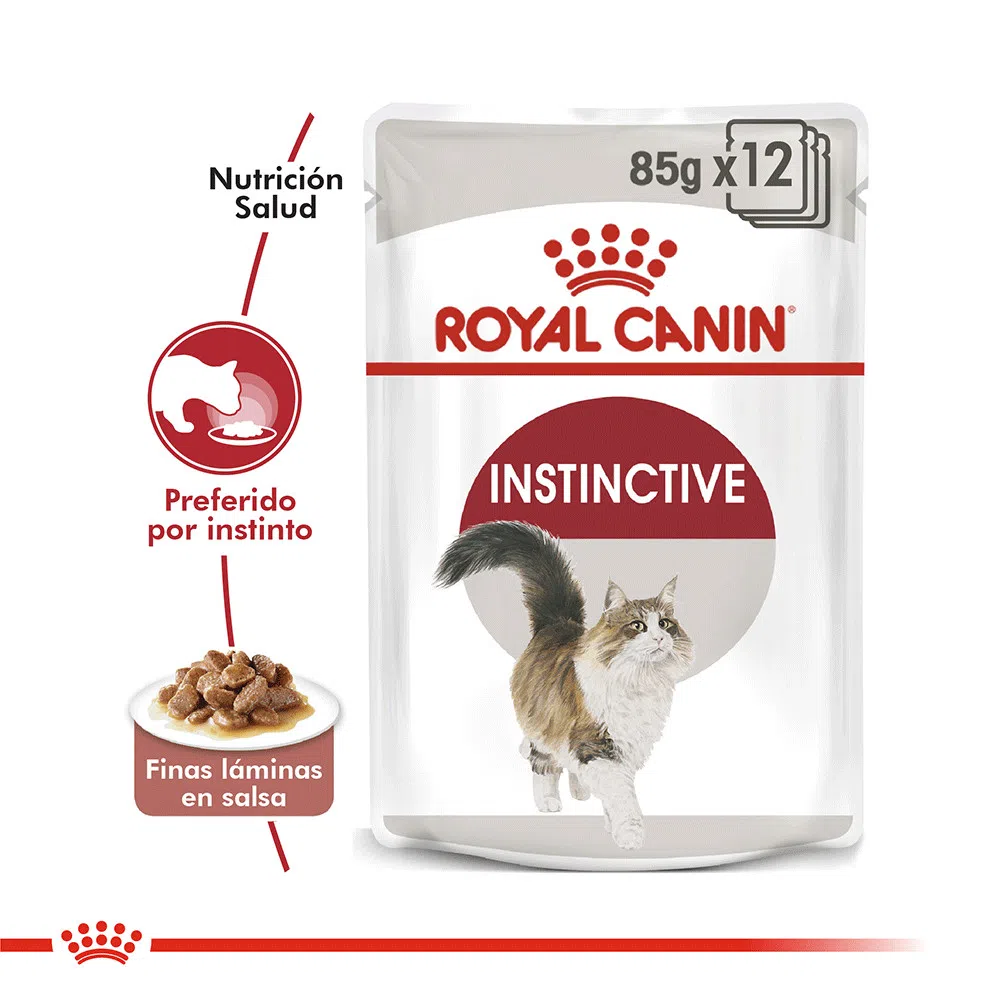 Nutrición
Salud
Preferido
por instinto
Finas láminas
en salsa
85g x12
ROYAL CANIN®
INSTINCTIVE